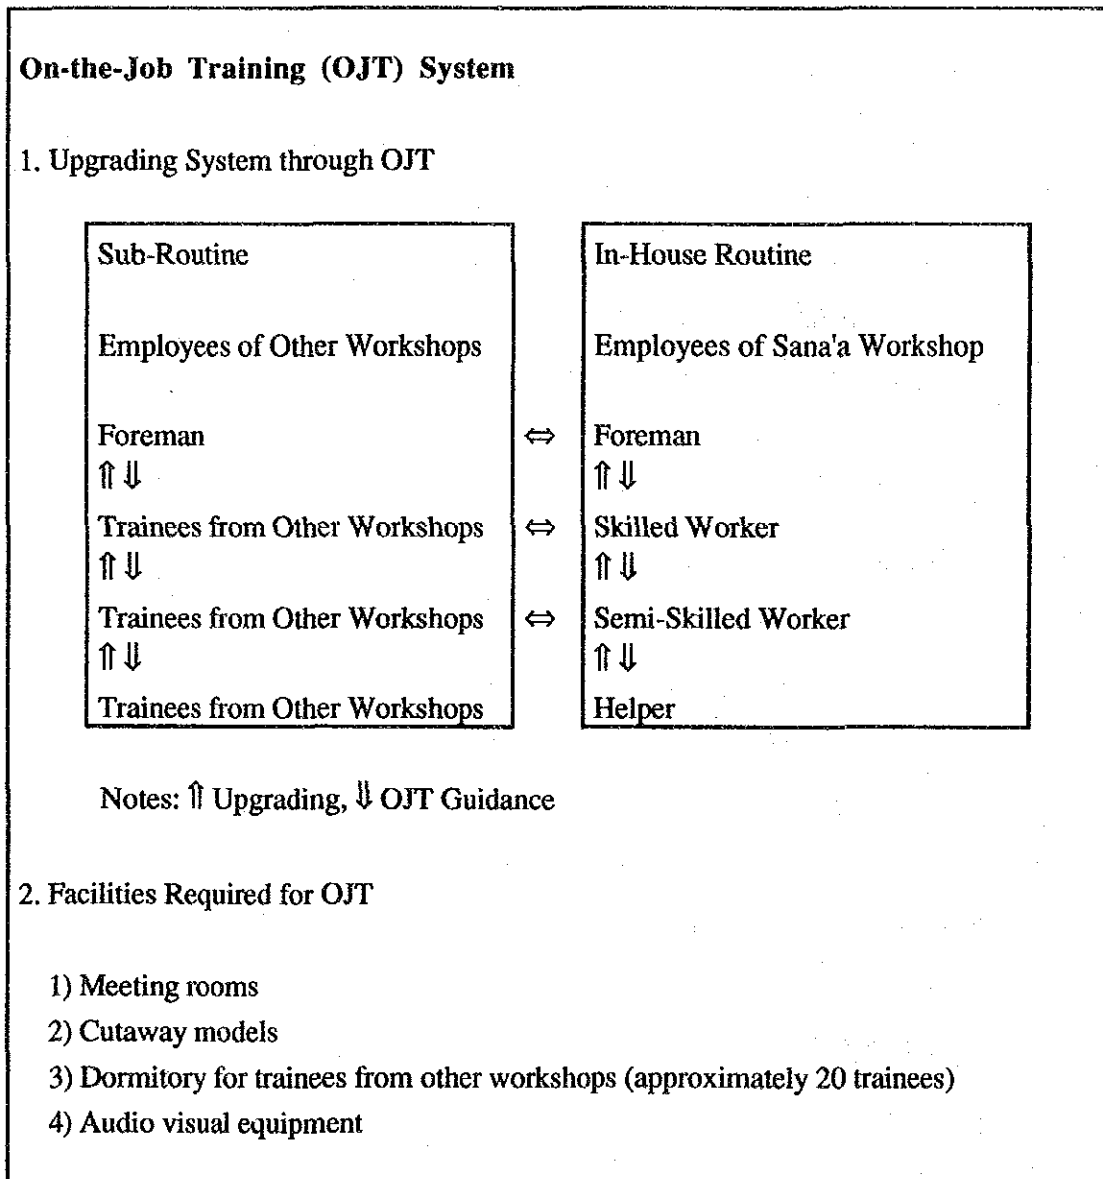 On-the-Job Training (OJT) System
1. Upgrading System through OJT
Sub-Routine
Employees of Other Workshops
Foreman
⇑⇓
Trainees from Other Workshops
⇑⇓
Trainees from Other Workshops
⇑⇓
Trainees from Other Workshops
⇔
⇔
⇔
In-House Routine
Employees of Sana'a Workshop
Foreman
⇑⇓
Skilled Worker
⇑⇓
Semi-Skilled Worker
⇑⇓
Helper
Notes: ⇑ Upgrading, ⇓ OJT Guidance
2. Facilities Required for OJT
1) Meeting rooms
2) Cutaway models
3) Dormitory for trainees from other workshops (approximately 20 trainees)
4) Audio visual equipment